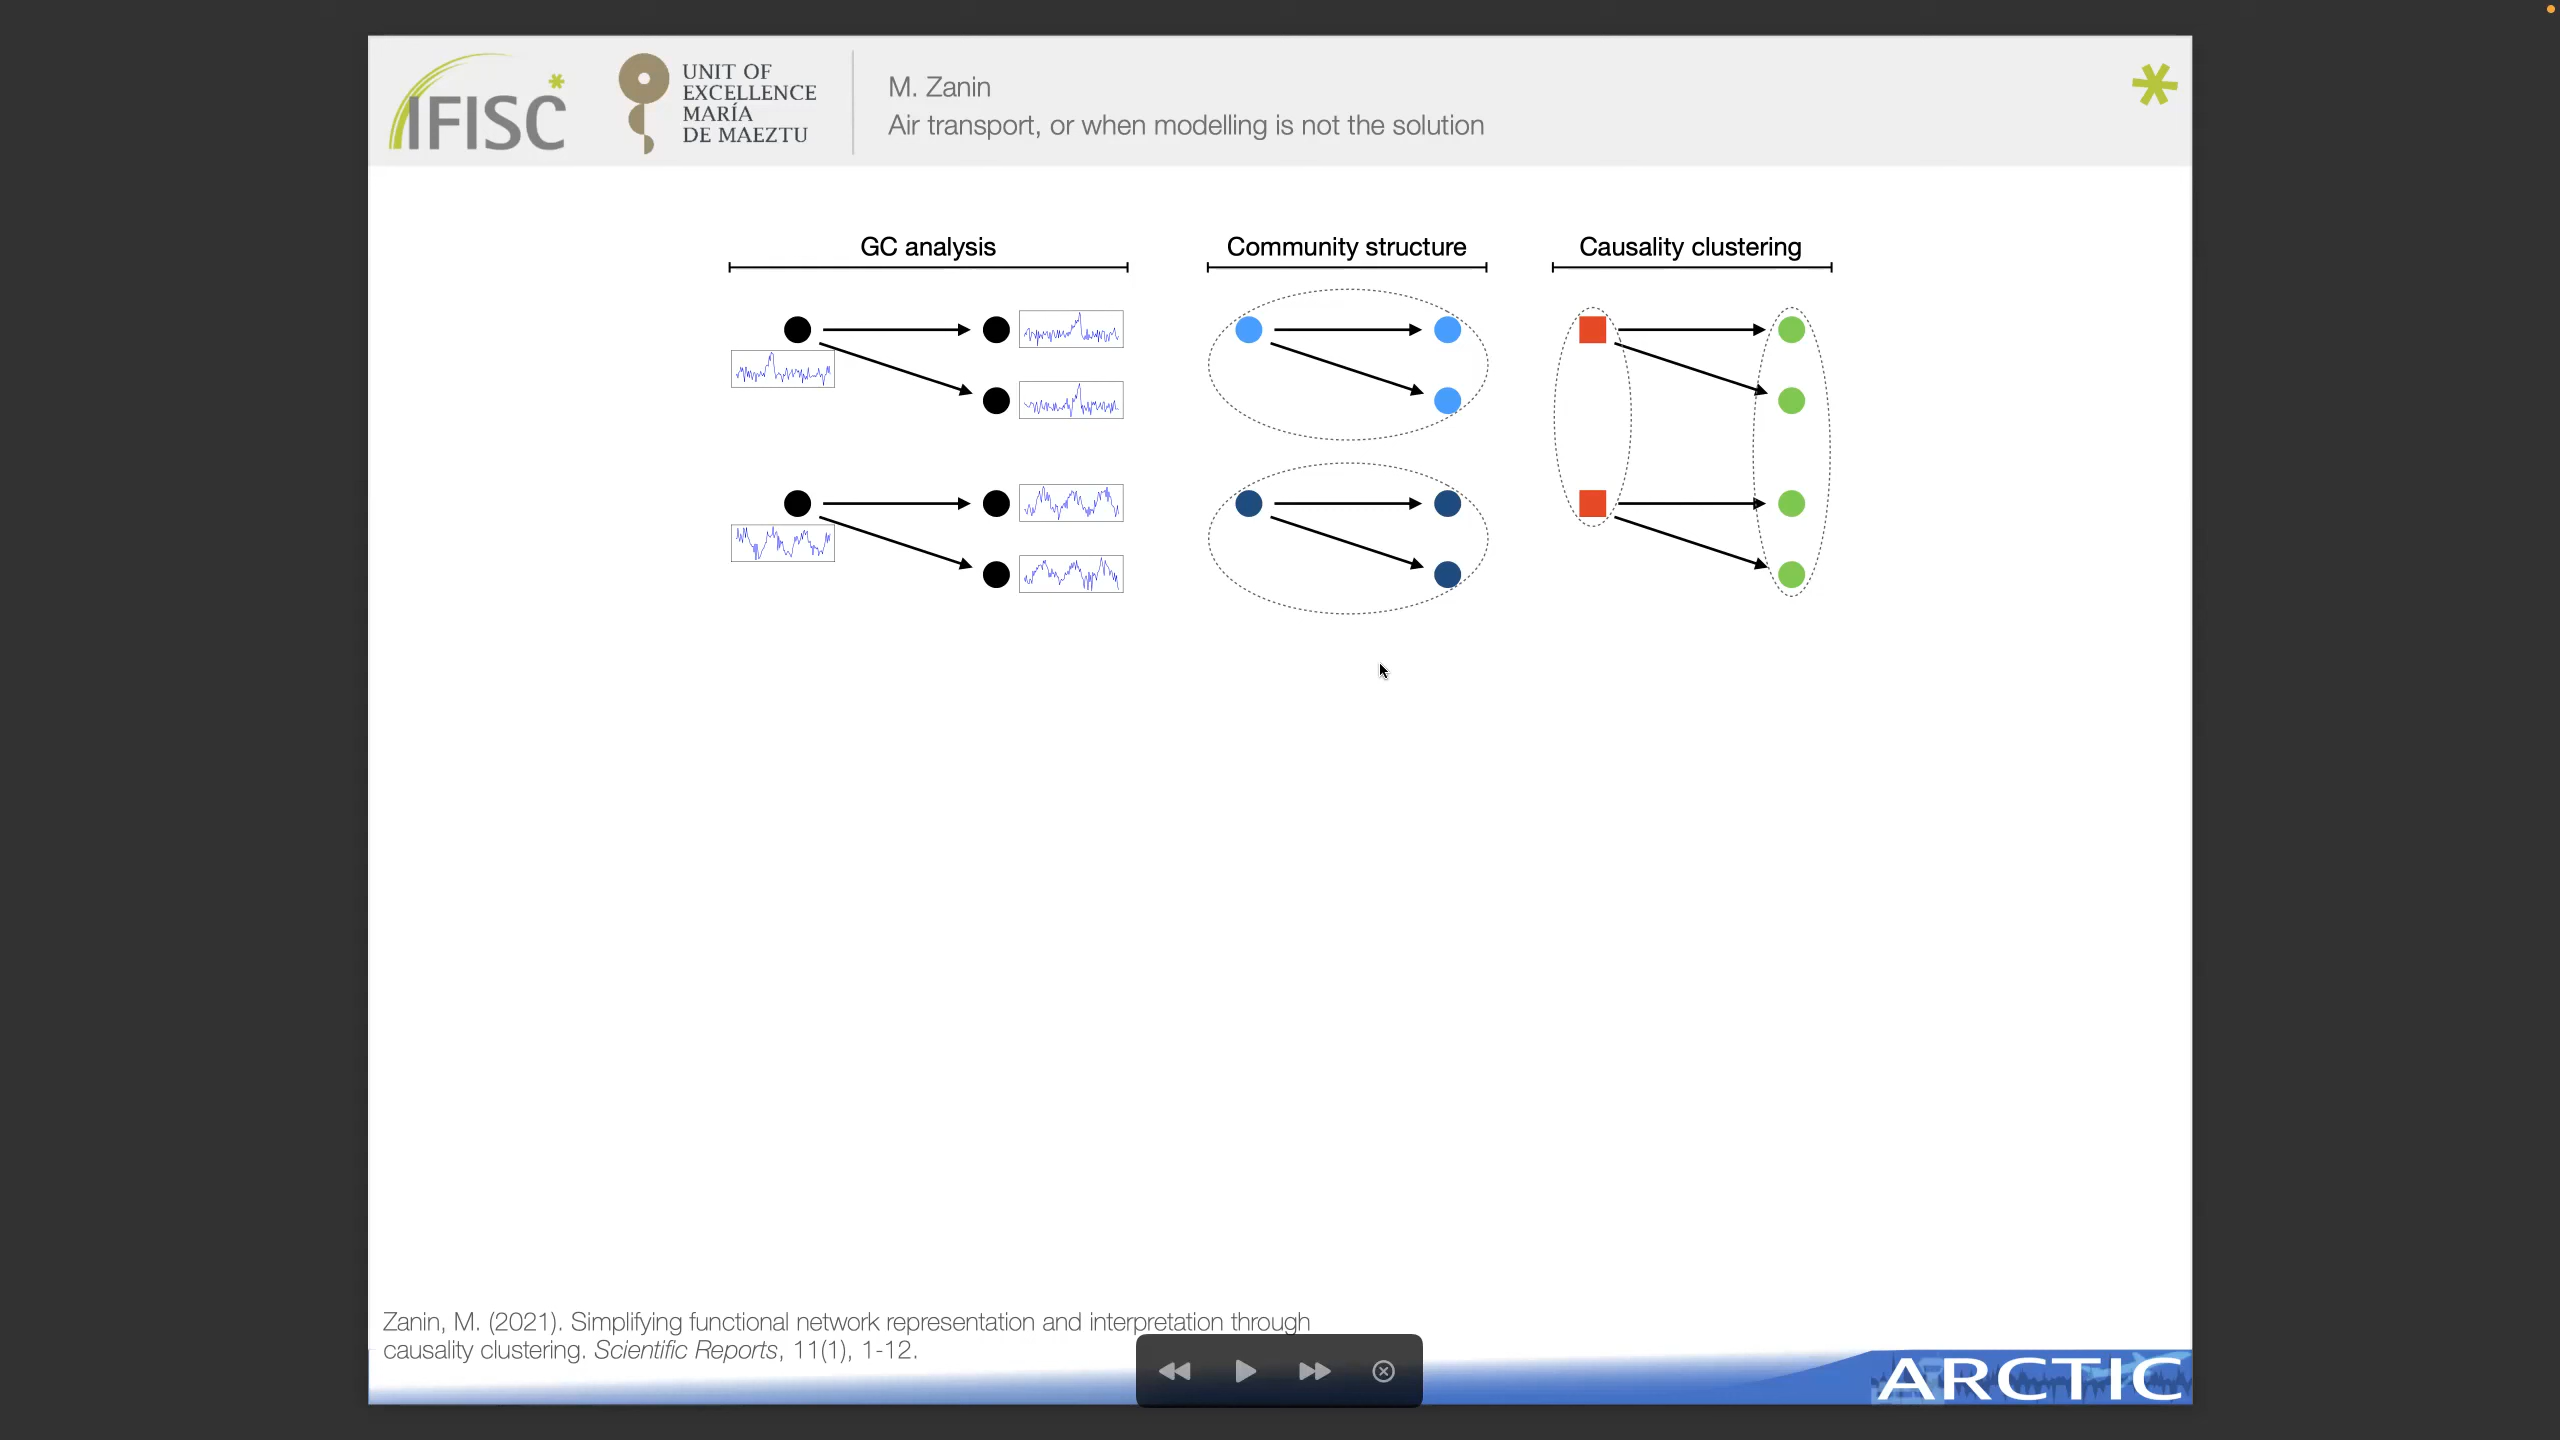 IFISC
UNIT OF
EXCELLENCE
MARÍA
DE MAEZTU
M. Zanin
Air transport, or when modelling is not the solution
GC analysis
Community structure
Causality clustering
Zanin, M. (2021). Simplifying functional network representation and interpretation through
causality clustering. Scientific Reports, 11(1), 1-12.
ARCTIC